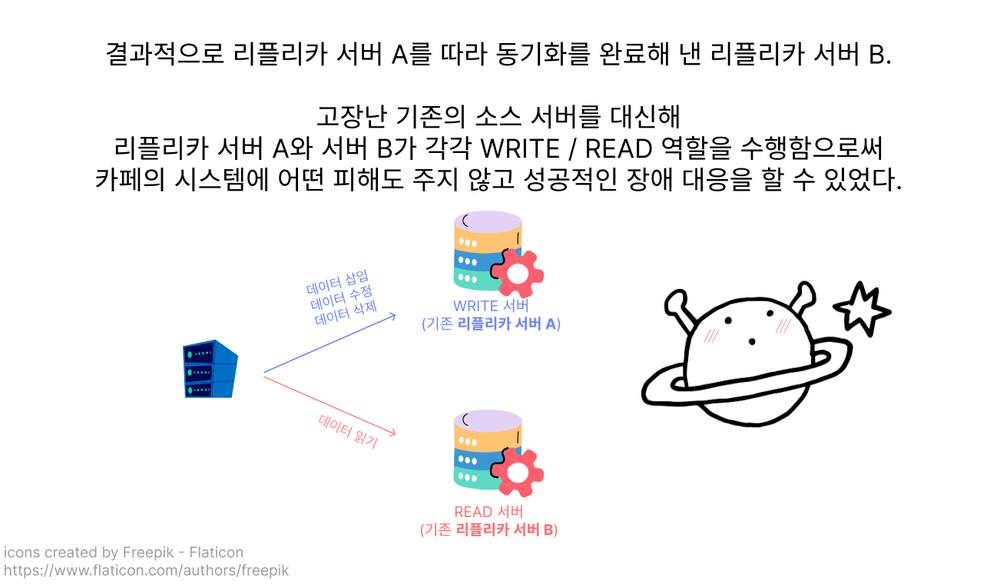 결과적으로 리플리카 서버 A를 따라 동기화를 완료해 낸 리플리카 서버 B.
고장난 기존의 소스 서버를 대신해
리플리카 서버 A와 서버 B가 각각 WRITE / READ 역할을 수행함으로써
카페의 시스템에 어떤 피해도 주지 않고 성공적인 장애 대응을 할 수 있었다.
데이터 삽입
데이터 수정
데이터 삭제
WRITE 서버
(기존 리플리카 서버 A)
데이터 읽기
READ 서버
(기존 리플리카 서버 B)
icons created by Freepik - Flaticon
https://www.flaticon.com/authors/freepik